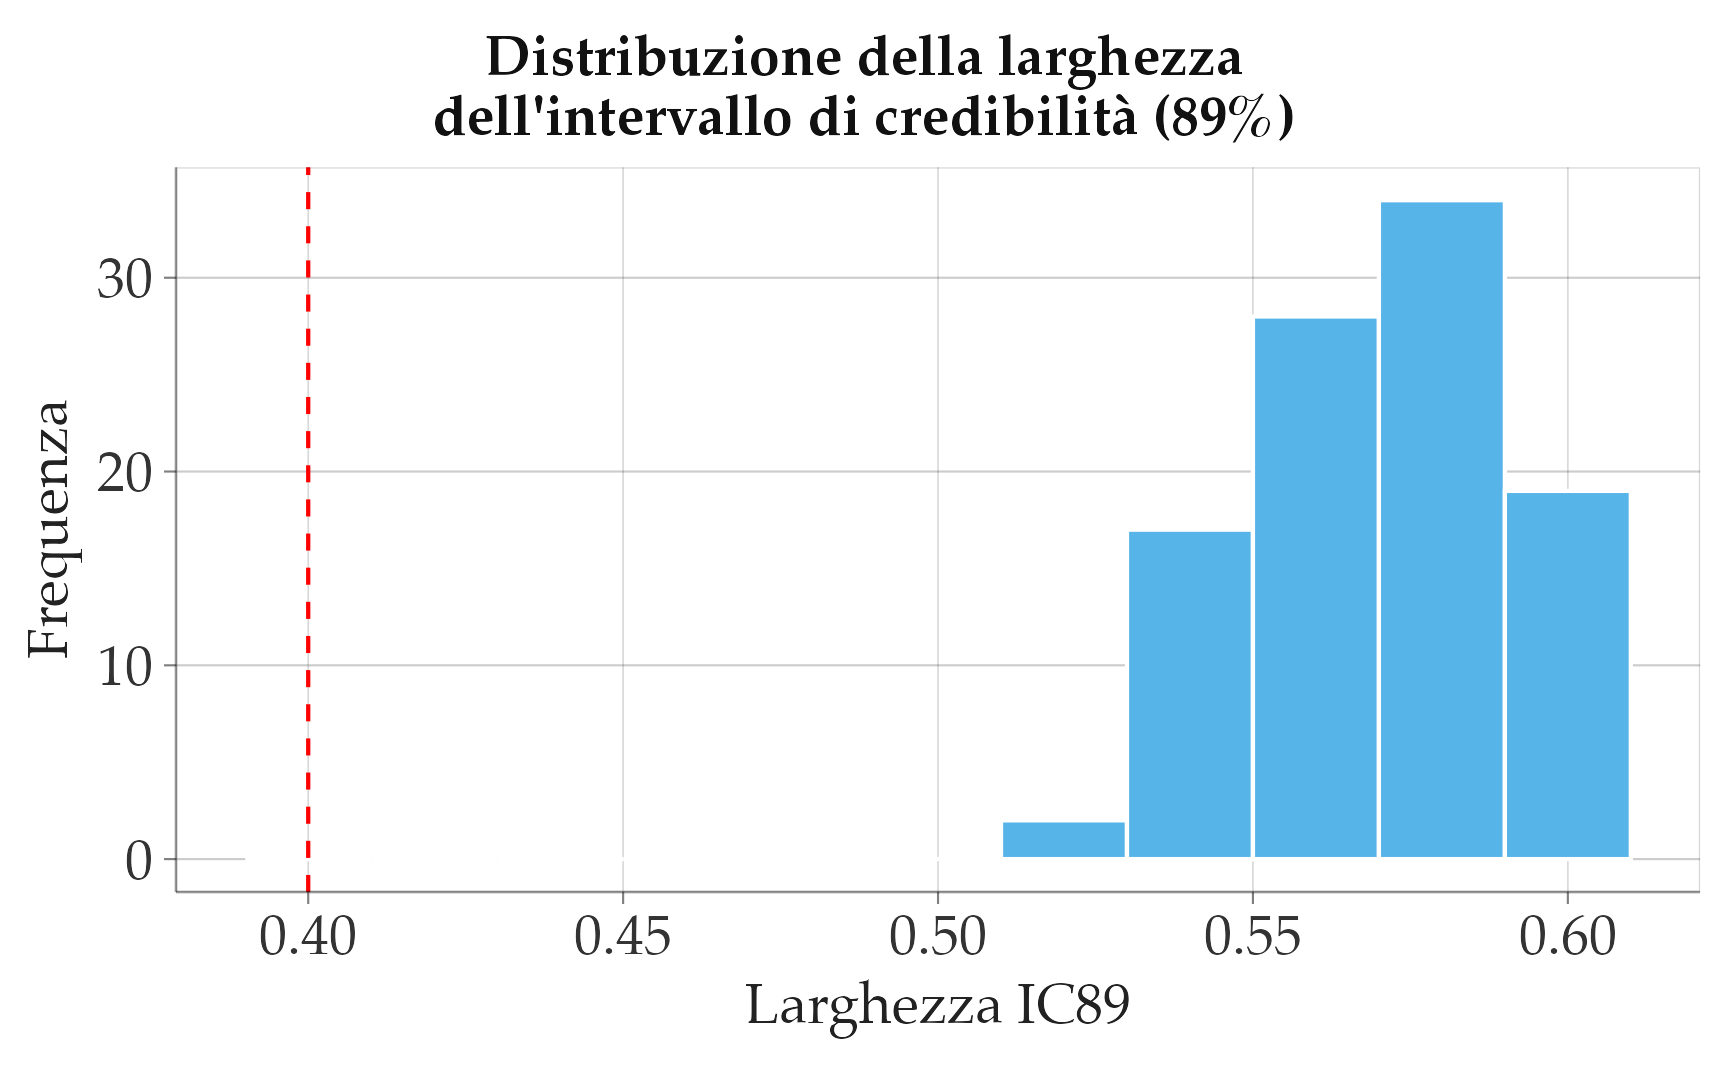 Distribuzione della larghezza
dell'intervallo di credibilità (89%)
Frequenza
30
20
10
0
0.40
0.45
0.50
0.55
0.60
Larghezza IC89